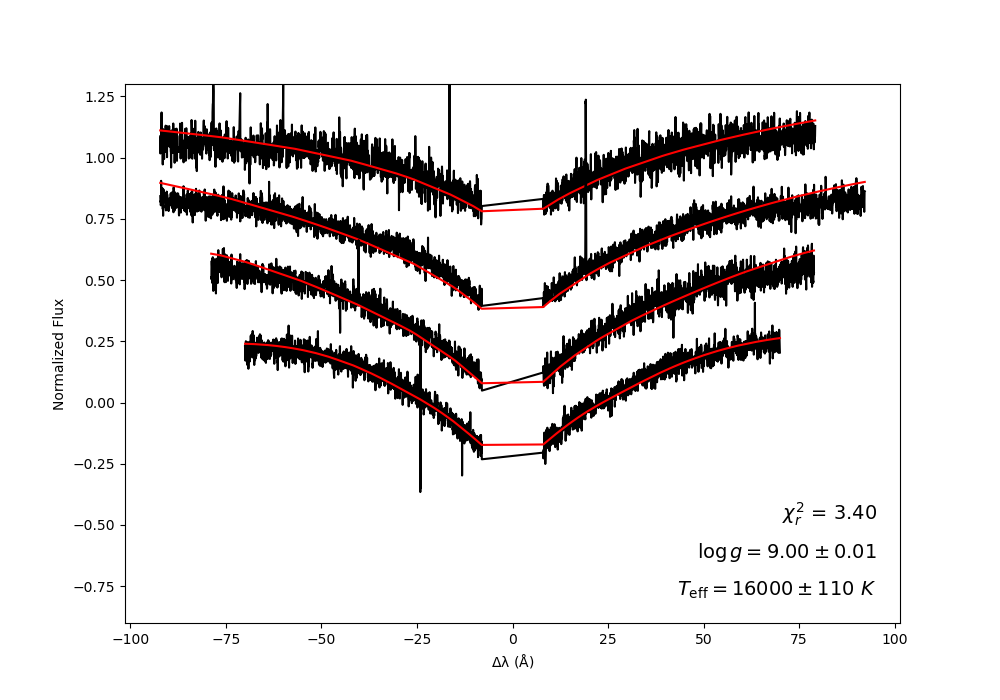 1.25
1.00
0.75
0.50
0.25
0.00
−0.25
−0.50
−0.75
Normalized Flux
χ²ᵣ = 3.40
log g = 9.00 ± 0.01
T_eff = 16000 ± 110 K
−100 −75 −50 −25 0 25 50 75 100
Δλ (Å)